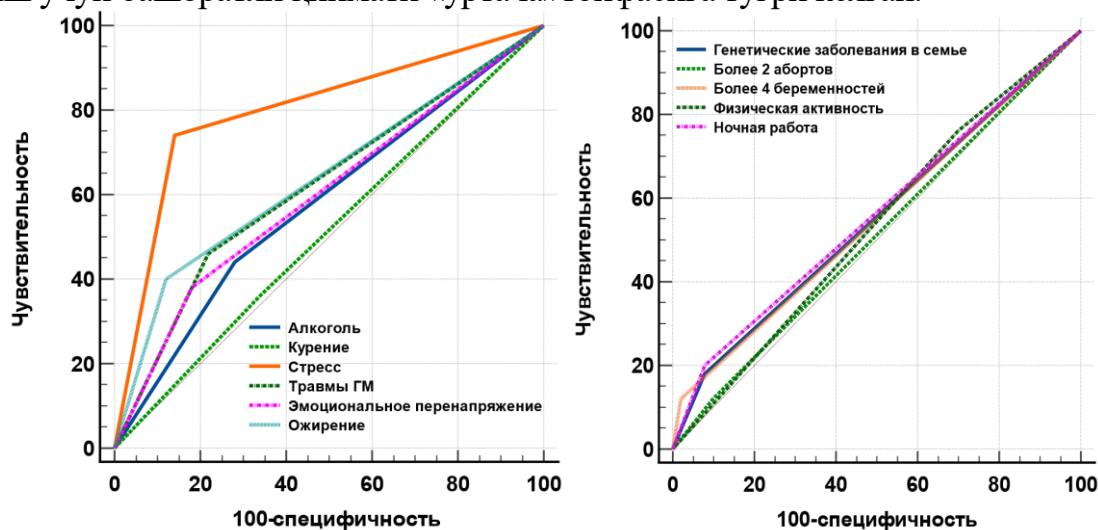 100
80
60
40
20
0
Чувствительность
Алкоголь
Курение
Стресс
Травмы ГМ
Эмоциональное перенапряжение
Ожирение
0 20 40 60 80 100
100-специфичность
100
80
60
40
20
0
Чувствительность
Генетические заболевания в семье
Более 2 абортов
Более 4 беременностей
Физическая активность
Ночная работа
0 20 40 60 80 100
100-специфичность